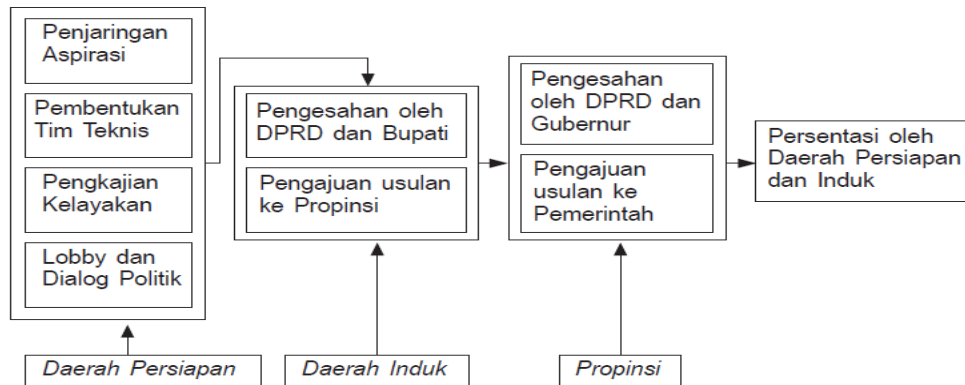 Penjaringan
Aspirasi
Pembentukan
Tim Teknis
Pengkajian
Kelayakan
Lobby dan
Dialog Politik
Pengesahan oleh
DPRD dan Bupati
Pengajuan usulan
ke Propinsi
Pengesahan
oleh DPRD dan
Gubernur
Pengajuan
usulan ke
Pemerintah
Persentasi oleh
Daerah Persiapan
dan Induk
Daerah Persiapan
Daerah Induk
Propinsi